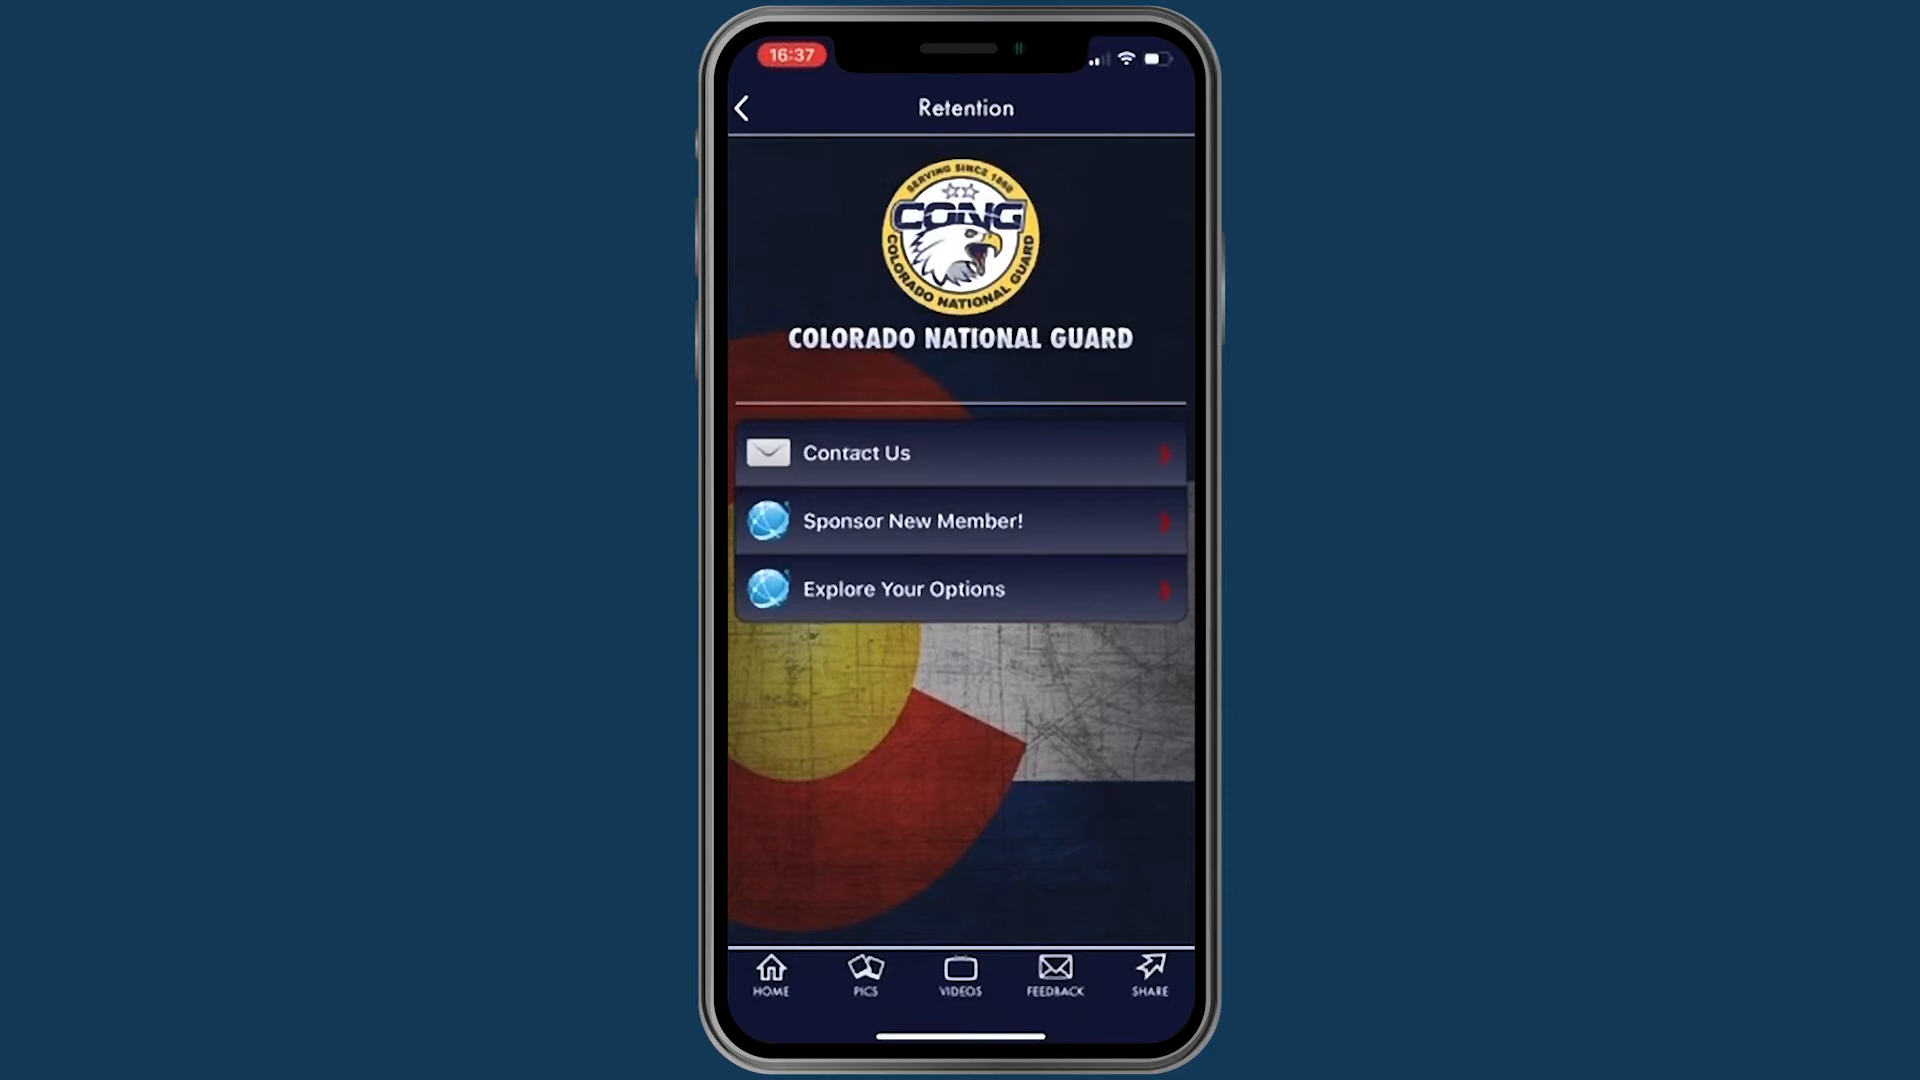 16:37
Retention
SERVING SINCE 1860
CONG
COLORADO NATIONAL GUARD
COLORADO NATIONAL GUARD
Contact Us
Sponsor New Member!
Explore Your Options
HOME
PICS
VIDEOS
FEEDBACK
SHARE